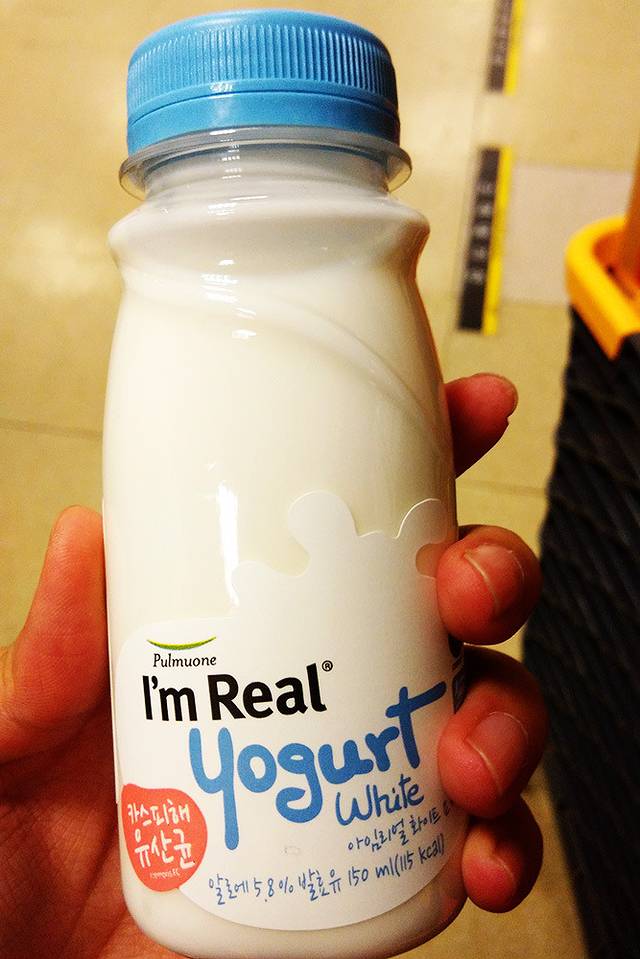 Pulmuone
I'm Real®
Yogurt
White
아임리얼 화이트
캉스피해
유산균
알로에 5.8% 발효유 150 ml(115 kcal)